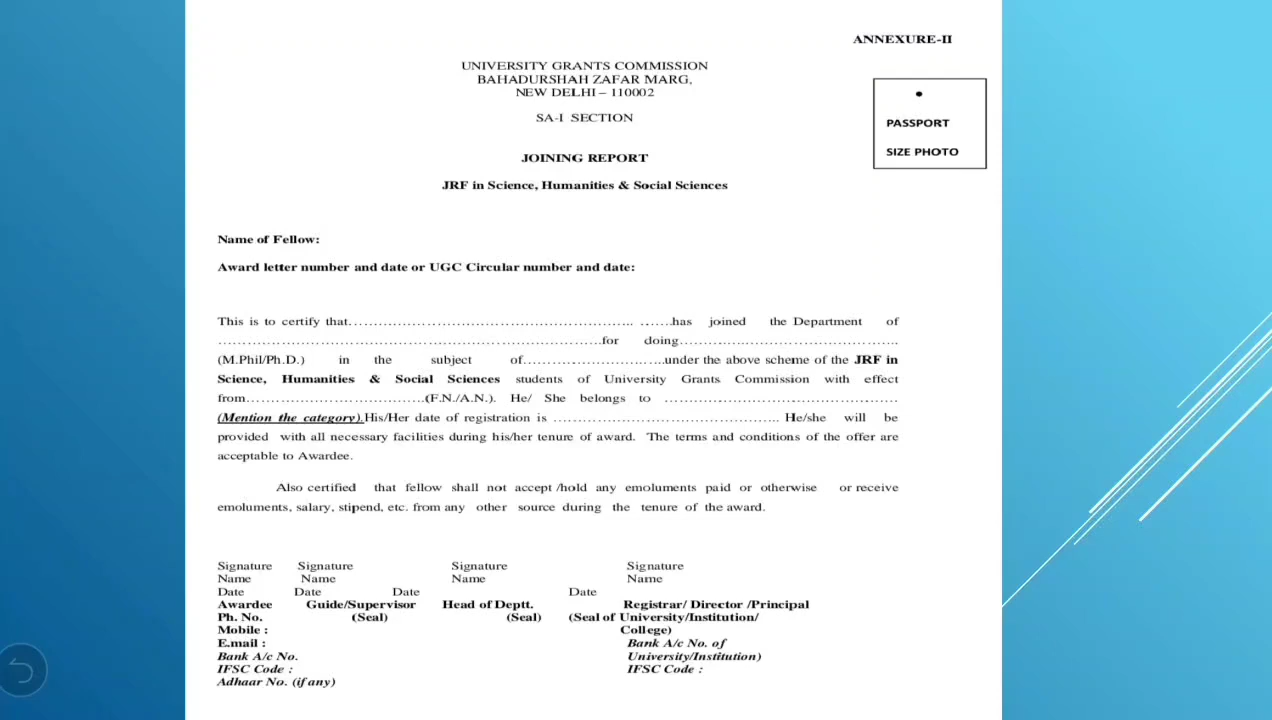 ANNEXURE-II
UNIVERSITY GRANTS COMMISSION
BAHADURSHAH ZAFAR MARG,
NEW DELHI – 110002
SA-I SECTION
PASSPORT
SIZE PHOTO
JOINING REPORT
JRF in Science, Humanities & Social Sciences
Name of Fellow:
Award letter number and date or UGC Circular number and date:
This is to certify that……………………………………………………….. …….has joined the Department of
…………………………………………………………………………….for doing………………………………………..
(M.Phil/Ph.D.) in the subject of…………………………..under the above scheme of the JRF in
Science, Humanities & Social Sciences students of University Grants Commission with effect
from……………………………………(F.N./A.N.). He/ She belongs to ………………………………………………
(Mention the category).His/Her date of registration is …………………………………………….. He/she will be
provided with all necessary facilities during his/her tenure of award. The terms and conditions of the offer are
acceptable to Awardee.
Also certified that fellow shall not accept /hold any emoluments paid or otherwise or receive
emoluments, salary, stipend, etc. from any other source during the tenure of the award.
Signature Signature Signature Signature
Name Name Name Name
Date Date Date Date
Awardee Guide/Supervisor Head of Deptt. Registrar/ Director /Principal
Ph. No. (Seal) (Seal) (Seal of University/Institution/
Mobile : College)
E.mail : Bank A/c No. of
Bank A/c No. University/Institution)
IFSC Code : IFSC Code :
Adhaar No. (if any)